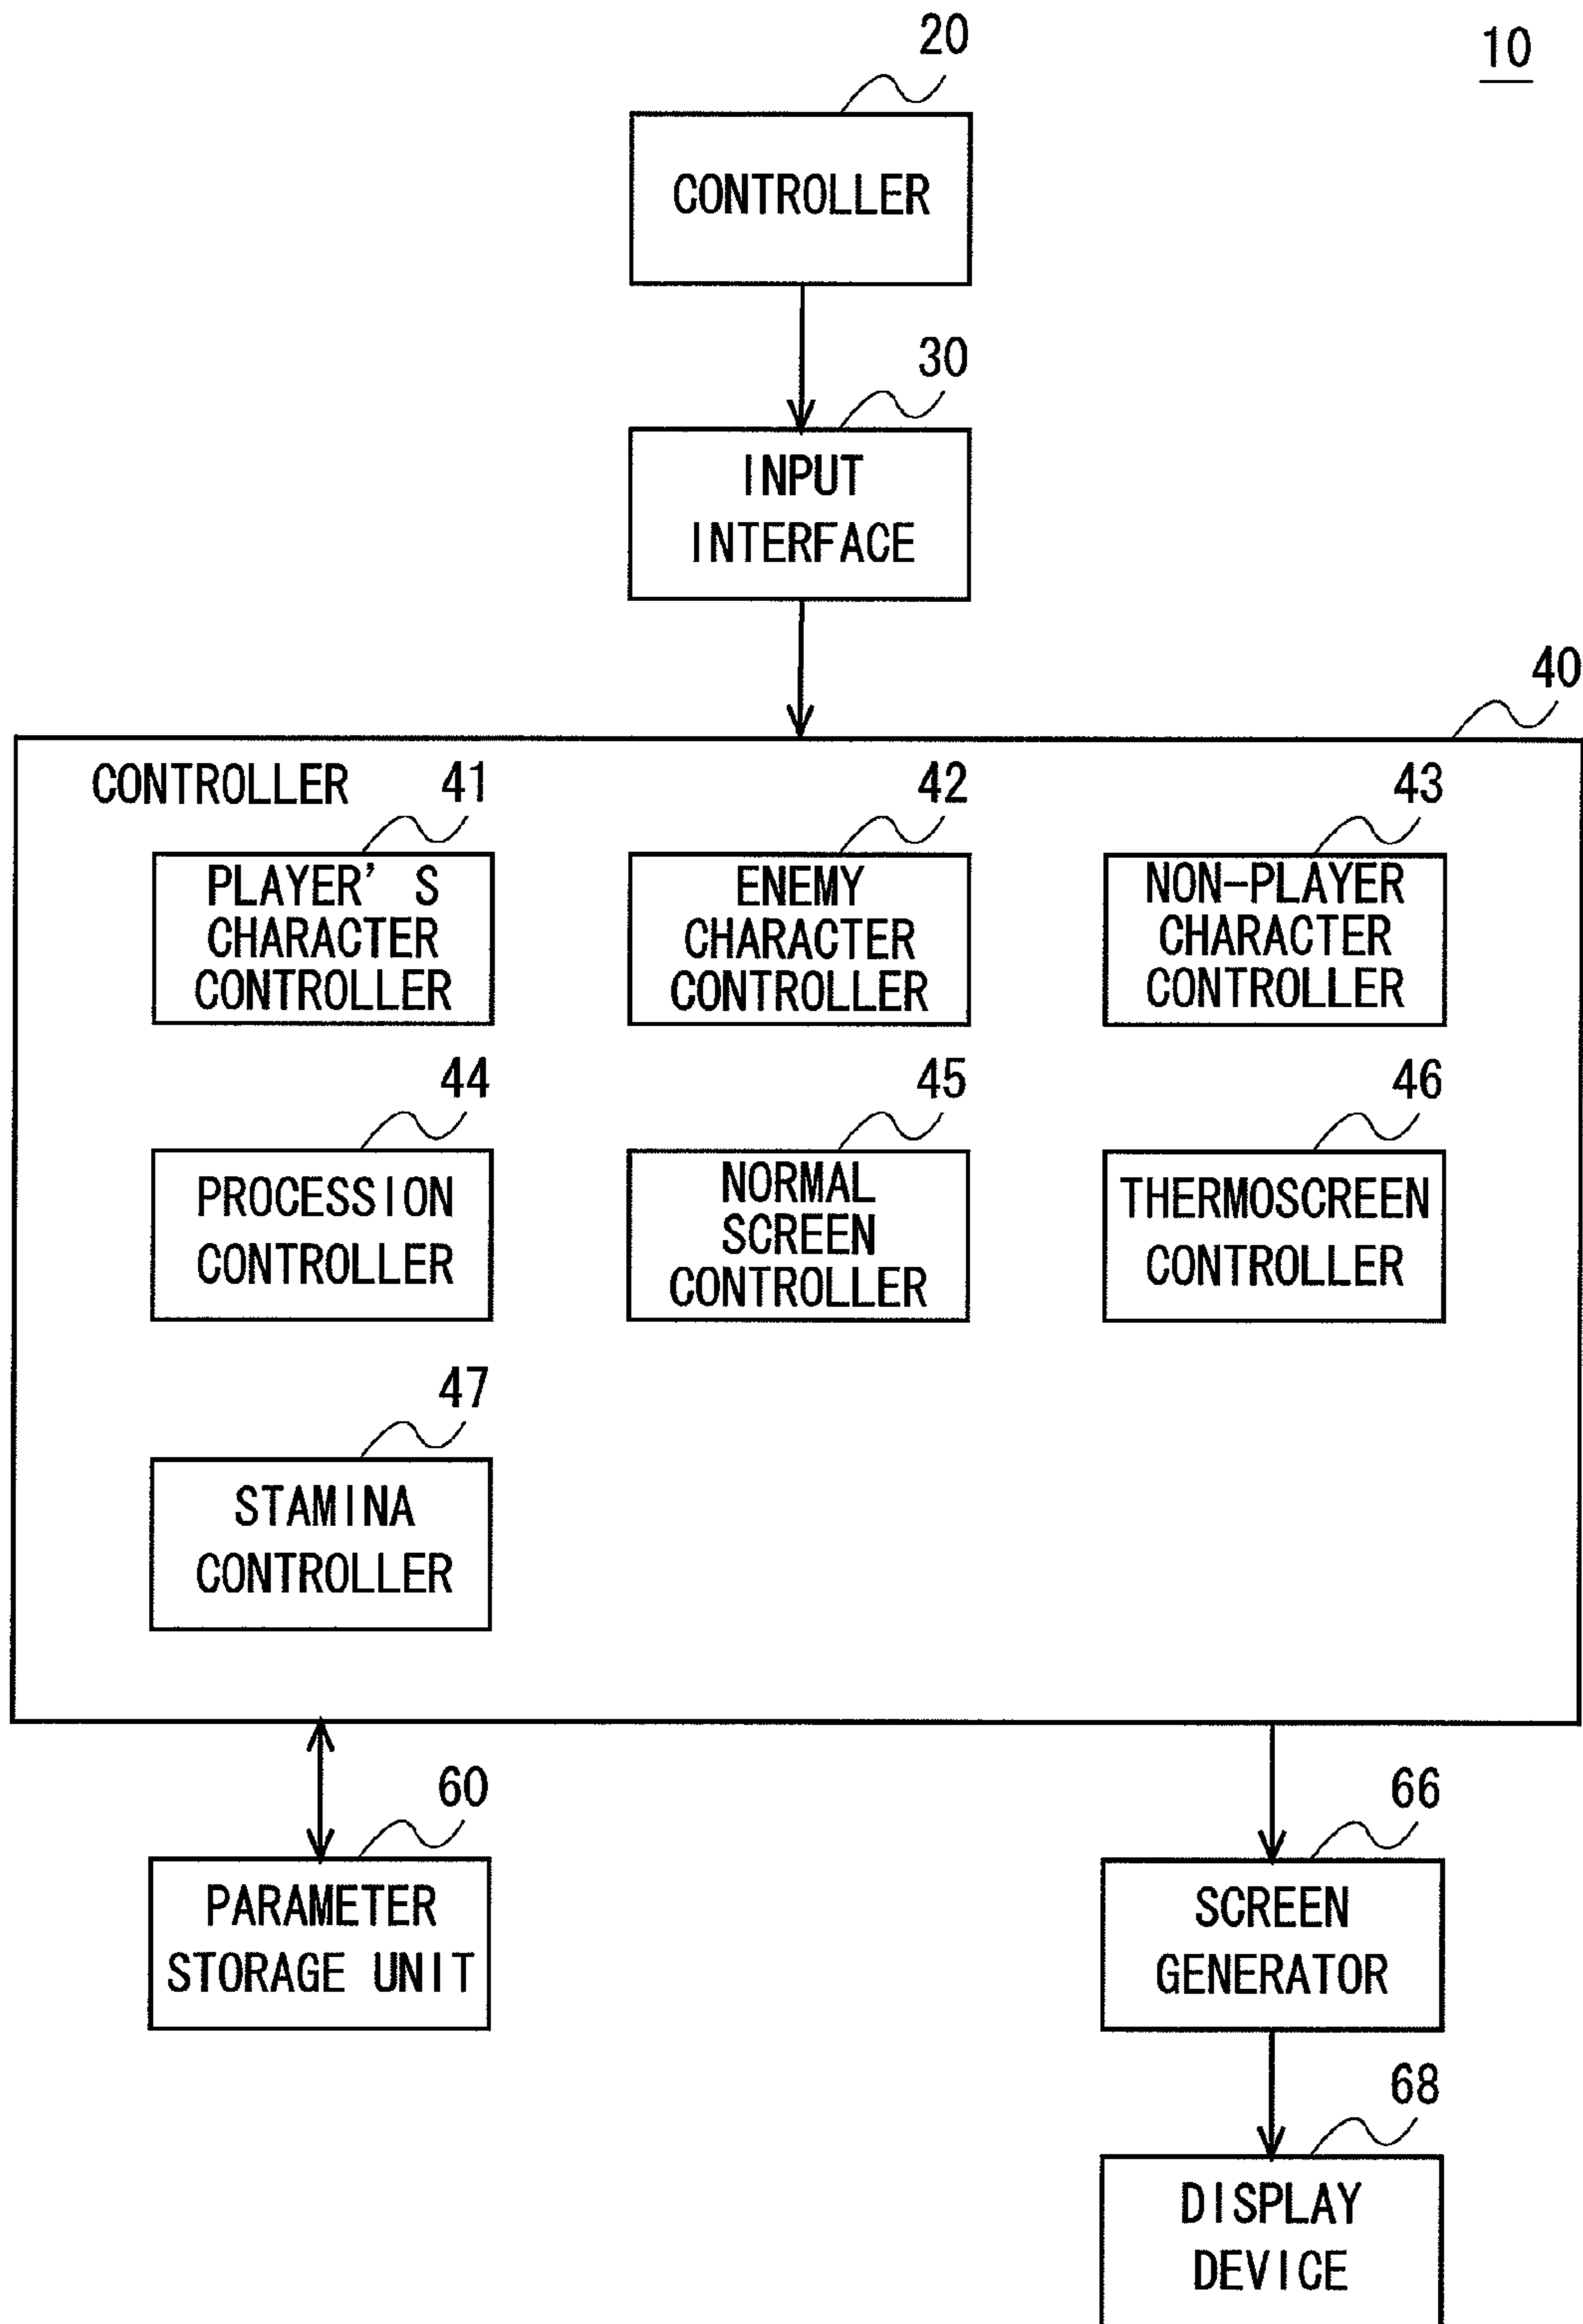 10
20
CONTROLLER
30
INPUT
INTERFACE
40
CONTROLLER
41
PLAYER'S
CHARACTER
CONTROLLER
42
ENEMY
CHARACTER
CONTROLLER
43
NON-PLAYER
CHARACTER
CONTROLLER
44
PROCESSION
CONTROLLER
45
NORMAL
SCREEN
CONTROLLER
46
THERMOSCREEN
CONTROLLER
47
STAMINA
CONTROLLER
60
PARAMETER
STORAGE UNIT
66
SCREEN
GENERATOR
68
DISPLAY
DEVICE